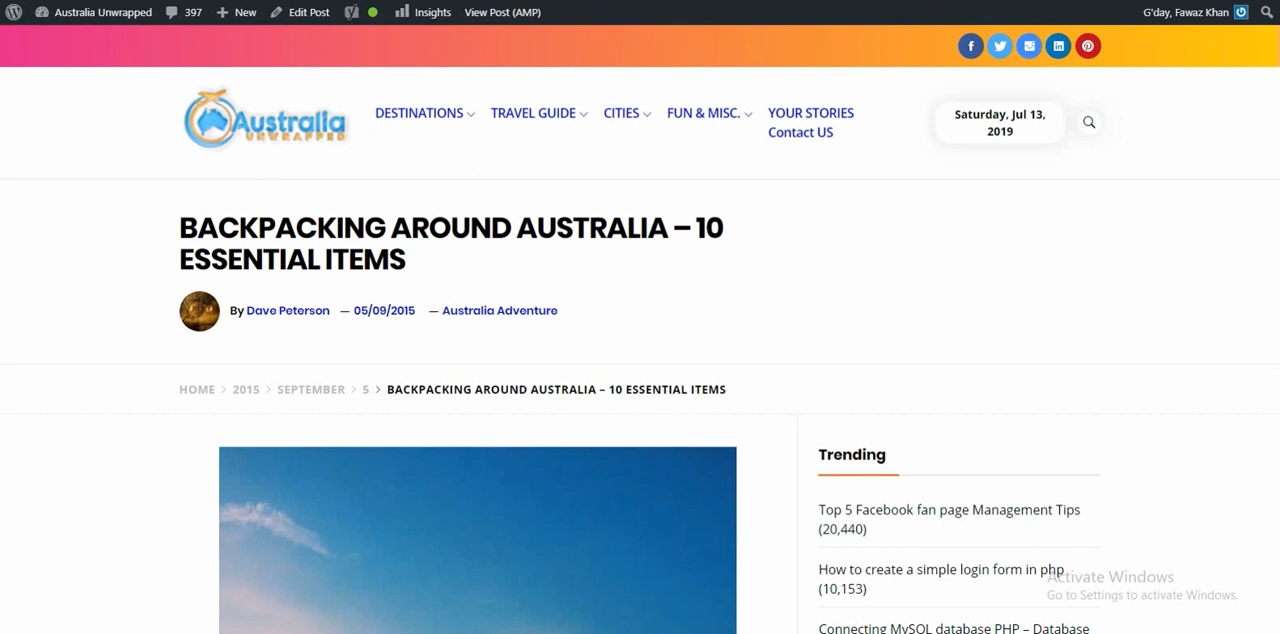 Australia Unwrapped 397 New Edit Post Insights View Post (AMP) G'day, Fawaz Khan
Australia
UNWRAPPED
DESTINATIONS TRAVEL GUIDE CITIES FUN & MISC. YOUR STORIES
Contact US
Saturday, Jul 13,
2019
BACKPACKING AROUND AUSTRALIA – 10
ESSENTIAL ITEMS
By Dave Peterson — 05/09/2015 — Australia Adventure
HOME > 2015 > SEPTEMBER > 5 > BACKPACKING AROUND AUSTRALIA – 10 ESSENTIAL ITEMS
Trending
Top 5 Facebook fan page Management Tips
(20,440)
How to create a simple login form in php
(10,153)
Activate Windows
Go to Settings to activate Windows.
Connecting MySQL database PHP – Database